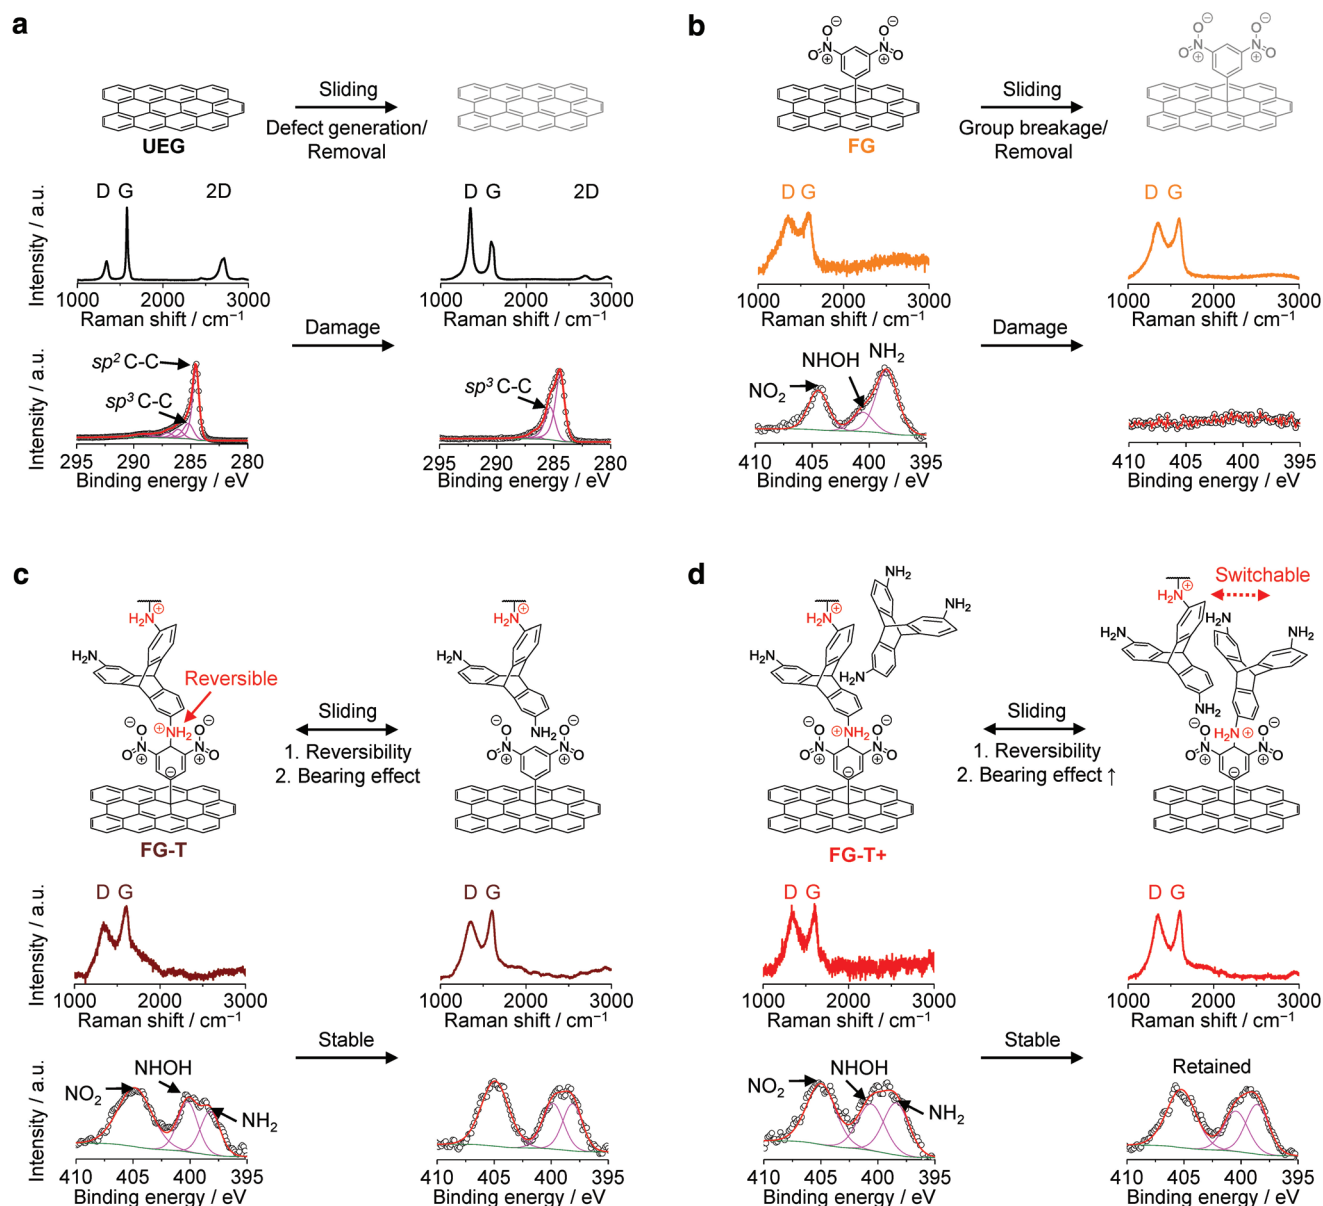 a
UEG
Sliding
Defect generation/
Removal
D G 2D
D G 2D
Intensity / a.u.
1000 2000 3000
1000 2000 3000
Raman shift / cm⁻¹
Raman shift / cm⁻¹
Damage
sp² C-C
sp³ C-C
sp³ C-C
Intensity / a.u.
295 290 285 280
295 290 285 280
Binding energy / eV
Binding energy / eV
b
O⊖ O⊖
O N⊕ N⊕ O
FG
Sliding
Group breakage/
Removal
O⊖ O⊖
O N⊕ N⊕ O
D G
D G
1000 2000 3000
1000 2000 3000
Raman shift / cm⁻¹
Raman shift / cm⁻¹
Damage
NO₂
NHOH
NH₂
410 405 400 395
410 405 400 395
Binding energy / eV
Binding energy / eV
c
H₂N⊕
H₂N
Reversible
⊕NH₂
O⊖ O⊖
O N⊕ N⊕ O
⊖
FG-T
Sliding
1. Reversibility
2. Bearing effect
H₂N⊕
H₂N
NH₂
O⊖ O⊖
O N⊕ N⊕ O
D G
D G
Intensity / a.u.
1000 2000 3000
1000 2000 3000
Raman shift / cm⁻¹
Raman shift / cm⁻¹
Stable
NO₂
NHOH
NH₂
Intensity / a.u.
410 405 400 395
410 405 400 395
Binding energy / eV
Binding energy / eV
d
H₂N⊕
H₂N
NH₂
NH₂
H₂N
⊕NH₂
O⊖ O⊖
O N⊕ N⊕ O
⊖
FG-T+
Sliding
1. Reversibility
2. Bearing effect ↑
Switchable
H₂N⊕
H₂N
H₂N
NH₂
NH₂
H₂N⊕
O⊖ O⊖
O N⊕ N⊕ O
⊖
D G
D G
410 2000 3000
1000 2000 3000
Raman shift / cm⁻¹
Raman shift / cm⁻¹
Stable
NO₂
NHOH
NH₂
Retained
410 405 400 395
410 405 400 395
Binding energy / eV
Binding energy / eV